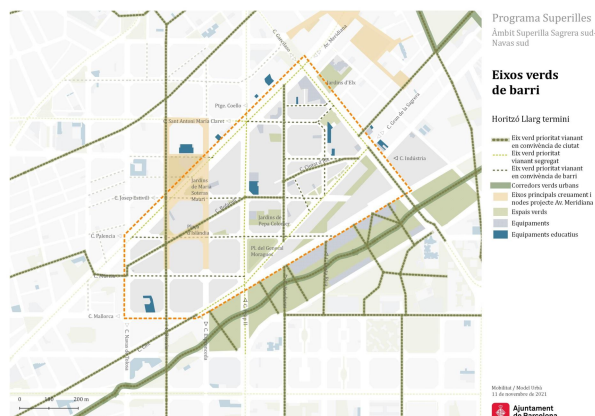 Programa Superilles
Àmbit Superilla Sagrera sud-
Navas sud
Eixos verds
de barri
Horitzó Llarg termini
Eix verd prioritat vianant
en convivència de ciutat
Eix verd prioritat
vianant segregat
Eix verd prioritat vianant
en convivència de barri
Corredors verds urbans
Eixos principals creuament i
nodes projecte Av. Meridiana
Espais verds
Equipaments
Equipaments educatius
Av. Meridiana
Jardins d'Els
C. Gran de la Sagrera
Ptge. Coello
C. Sant Antoni Maria Claret
C. Indústria
Jardins
de Maria
Soteras
Mauri
C. Josep Estivill
Jardins de
Pepa Colomer
C. Palència
Pl. del General
Moragues
C. Mallorca
0
100
200 m
Mobilitat / Model Urbà
11 de novembre de 2021
Ajuntament
de Barcelona